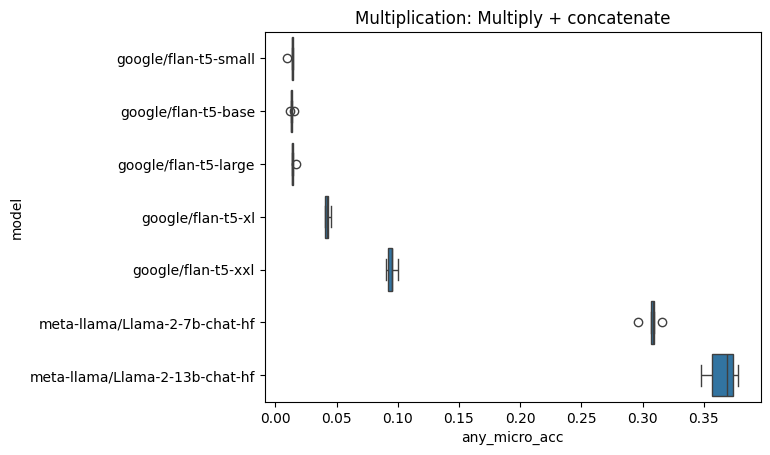 Multiplication: Multiply + concatenate
google/flan-t5-small
google/flan-t5-base
google/flan-t5-large
google/flan-t5-xl
google/flan-t5-xxl
meta-llama/Llama-2-7b-chat-hf
meta-llama/Llama-2-13b-chat-hf
model
0.00 0.05 0.10 0.15 0.20 0.25 0.30 0.35
any_micro_acc